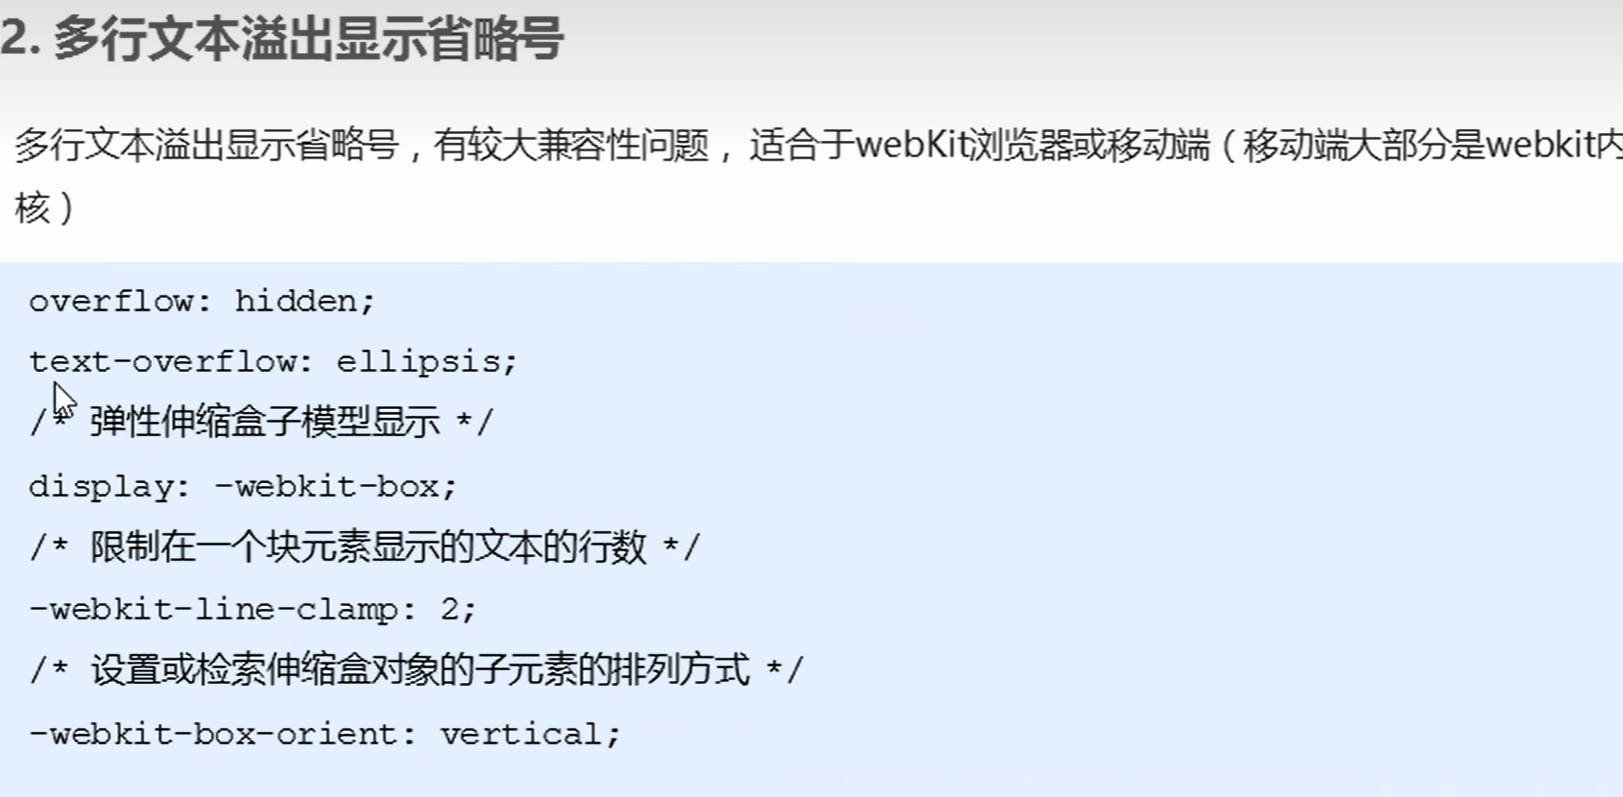 2. 多行文本溢出显示省略号
多行文本溢出显示省略号，有较大兼容性问题，适合于webKit浏览器或移动端（移动端大部分是webkit内
核）
overflow: hidden;
text-overflow: ellipsis;
/* 弹性伸缩盒子模型显示 */
display: -webkit-box;
/* 限制在一个块元素显示的文本的行数 */
-webkit-line-clamp: 2;
/* 设置或检索伸缩盒对象的子元素的排列方式 */
-webkit-box-orient: vertical;